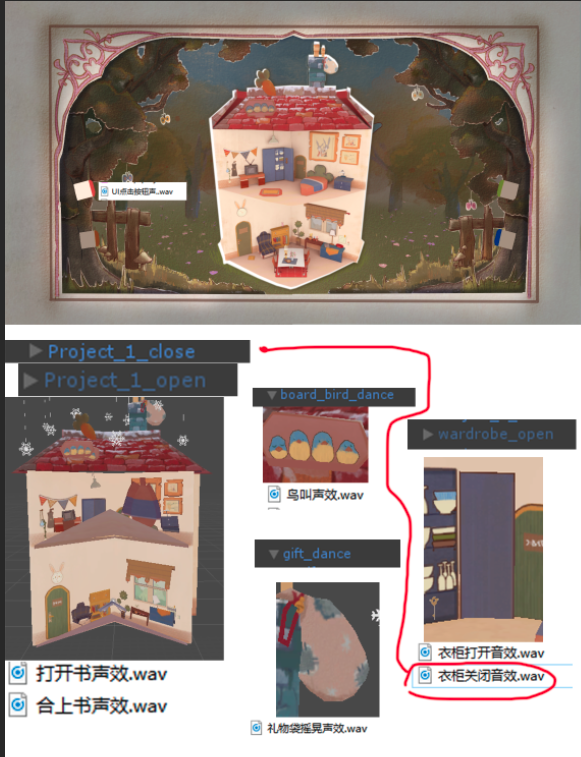 UI点击按钮声.wav
Project_1_close
Project_1_open
board_bird_dance
鸟叫声效.wav
wardrobe_open
gift_dance
衣柜打开音效.wav
衣柜关闭音效.wav
打开书声效.wav
合上书声效.wav
礼物袋摇晃声效.wav